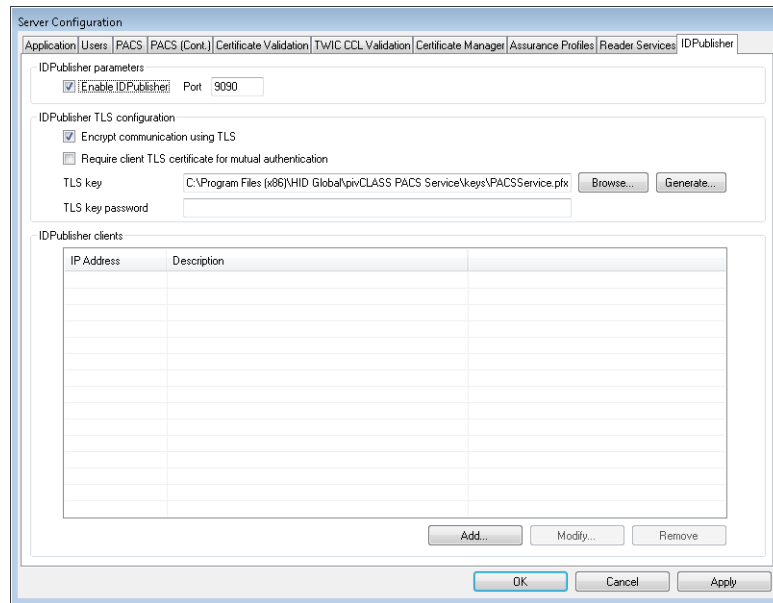 Server Configuration
Application Users PACS PACS (Cont.) Certificate Validation TWIC CCL Validation Certificate Manager Assurance Profiles Reader Services IDPublisher
IDPublisher parameters
Enable IDPublisher Port 9090
IDPublisher TLS configuration
Encrypt communication using TLS
Require client TLS certificate for mutual authentication
TLS key C:\Program Files (x86)\HID Global\pivCLASS PACS Service\keys\PACSService.pfx Browse... Generate...
TLS key password
IDPublisher clients
IP Address Description
Add... Modify... Remove
OK Cancel Apply